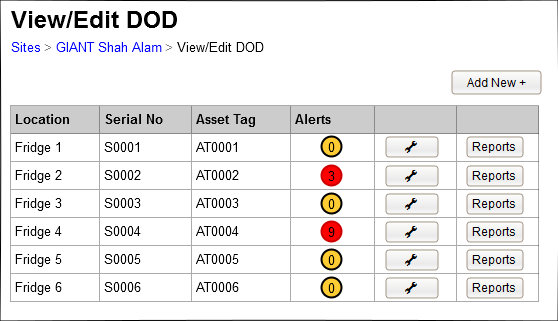 View/Edit DOD
Sites > GIANT Shah Alam > View/Edit DOD
Add New +
Location Serial No Asset Tag Alerts
Fridge 1 S0001 AT0001 0 Reports
Fridge 2 S0002 AT0002 3 Reports
Fridge 3 S0003 AT0003 0 Reports
Fridge 4 S0004 AT0004 9 Reports
Fridge 5 S0005 AT0005 0 Reports
Fridge 6 S0006 AT0006 0 Reports